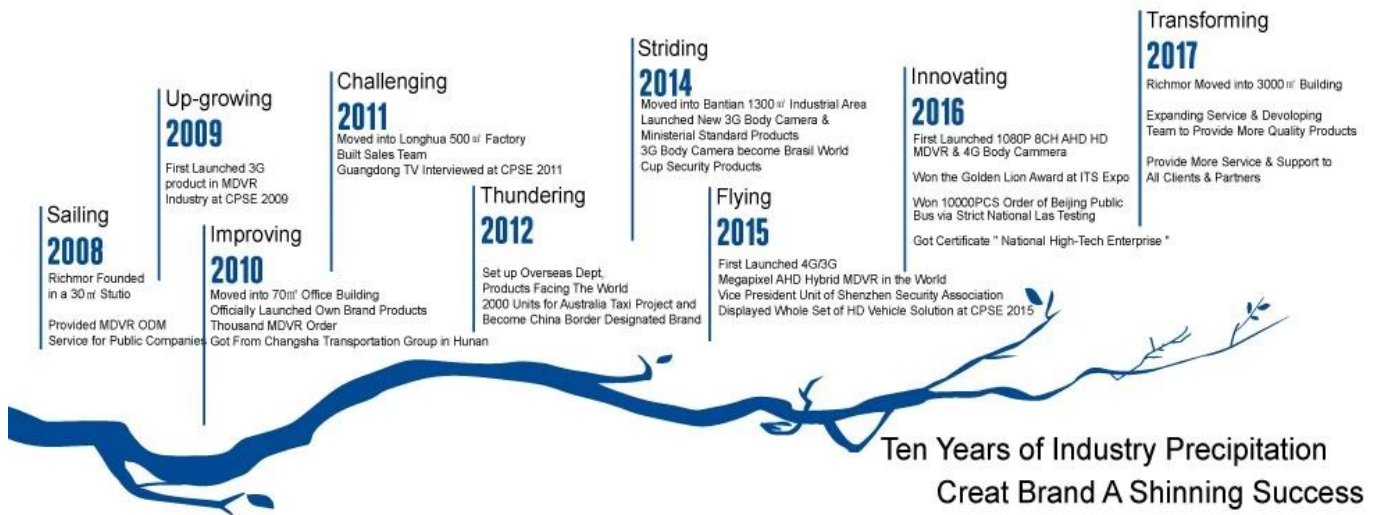 Sailing
2008
Richmor Founded
in a 30㎡ Stutio
Provided MDVR ODM
Service for Public Companies
Up-growing
2009
First Launched 3G
product in MDVR
Industry at CPSE 2009
Improving
2010
Moved into 70㎡ Office Building
Officially Launched Own Brand Products
Thousand MDVR Order
Got From Changsha Transportation Group in Hunan
Challenging
2011
Moved into Longhua 500㎡ Factory
Built Sales Team
Guangdong TV Interviewed at CPSE 2011
Thundering
2012
Set up Overseas Dept,
Products Facing The World
2000 Units for Australia Taxi Project and
Become China Border Designated Brand
Striding
2014
Moved into Bantian 1300㎡ Industrial Area
Launched New 3G Body Camera &
Ministerial Standard Products
3G Body Camera become Brasil World
Cup Security Products
Flying
2015
First Launched 4G/3G
Megapixel AHD Hybrid MDVR in the World
Vice President Unit of Shenzhen Security Association
Displayed Whole Set of HD Vehicle Solution at CPSE 2015
Innovating
2016
First Launched 1080P 8CH AHD HD
MDVR & 4G Body Cammera
Won the Golden Lion Award at ITS Expo
Won 10000PCS Order of Beijing Public
Bus via Strict National Las Testing
Got Certificate " National High-Tech Enterprise "
Transforming
2017
Richmor Moved into 3000㎡ Building
Expanding Service & Devoloping
Team to Provide More Quality Products
Provide More Service & Support to
All Clients & Partners
Ten Years of Industry Precipitation
Creat Brand A Shinning Success